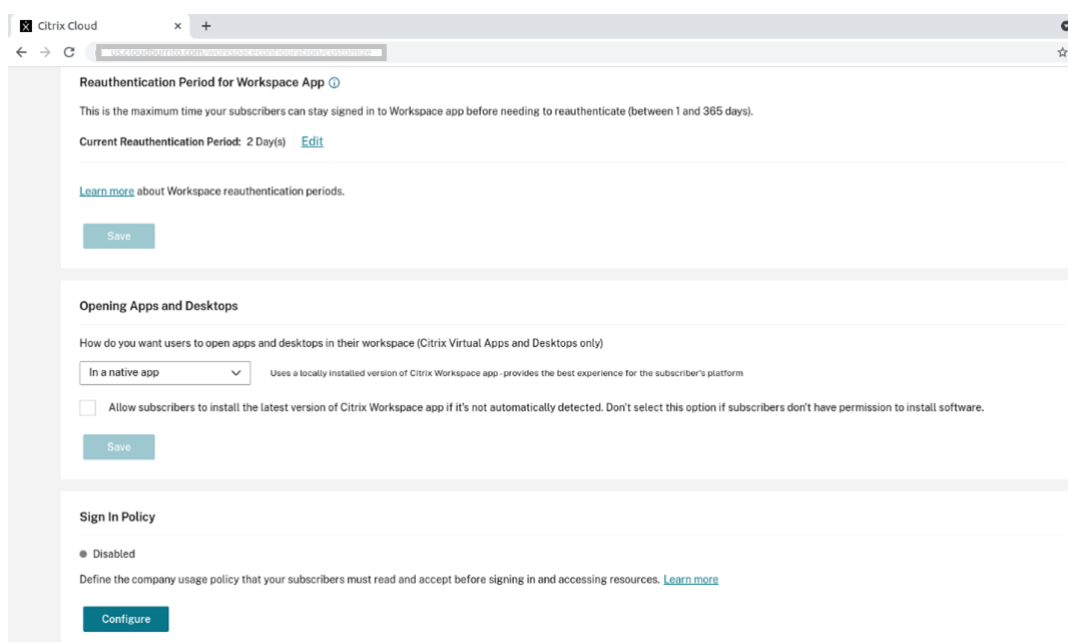 Citrix Cloud
Reauthentication Period for Workspace App
This is the maximum time your subscribers can stay signed in to Workspace app before needing to reauthenticate (between 1 and 365 days).
Current Reauthentication Period: 2 Day(s) Edit
Learn more about Workspace reauthentication periods.
Save
Opening Apps and Desktops
How do you want users to open apps and desktops in their workspace (Citrix Virtual Apps and Desktops only)
In a native app Uses a locally installed version of Citrix Workspace app - provides the best experience for the subscriber's platform
Allow subscribers to install the latest version of Citrix Workspace app if it's not automatically detected. Don't select this option if subscribers don't have permission to install software.
Save
Sign In Policy
Disabled
Define the company usage policy that your subscribers must read and accept before signing in and accessing resources. Learn more
Configure